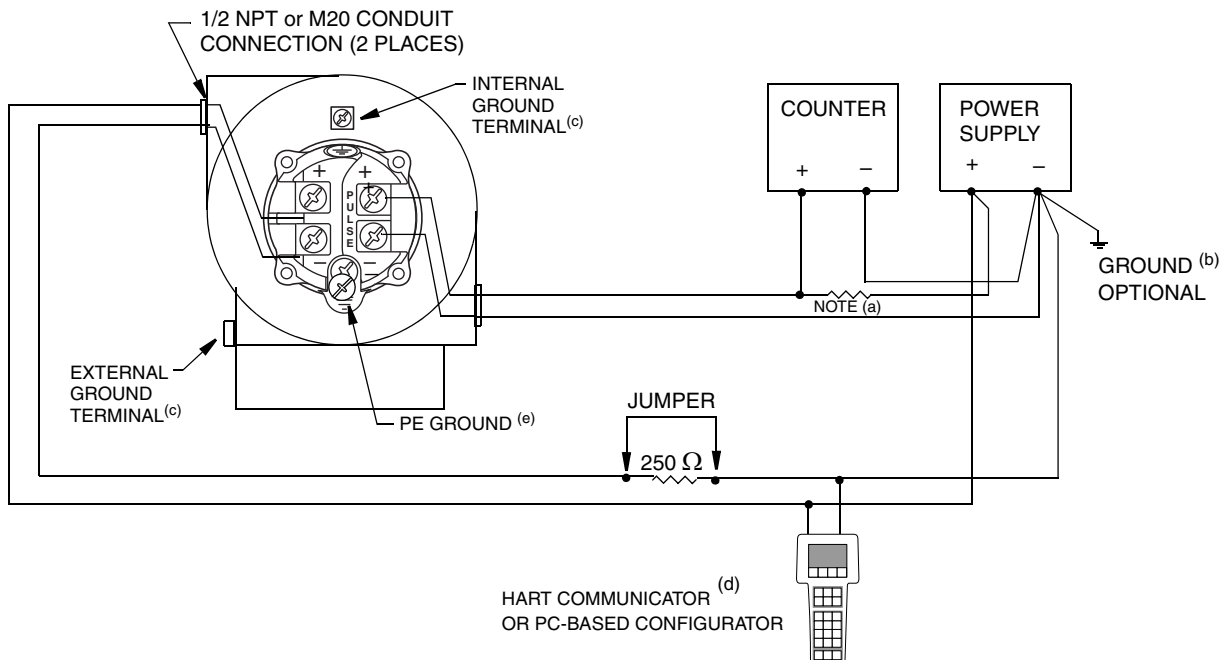 1/2 NPT or M20 CONDUIT
CONNECTION (2 PLACES)
INTERNAL
GROUND
TERMINAL(c)
COUNTER
+ –
POWER
SUPPLY
+ –
+ +
+
PULSE
– –
–
GROUND (b)
OPTIONAL
NOTE (a)
EXTERNAL
GROUND
TERMINAL(c)
PE GROUND (e)
JUMPER
250 Ω
HART COMMUNICATOR (d)
OR PC-BASED CONFIGURATOR